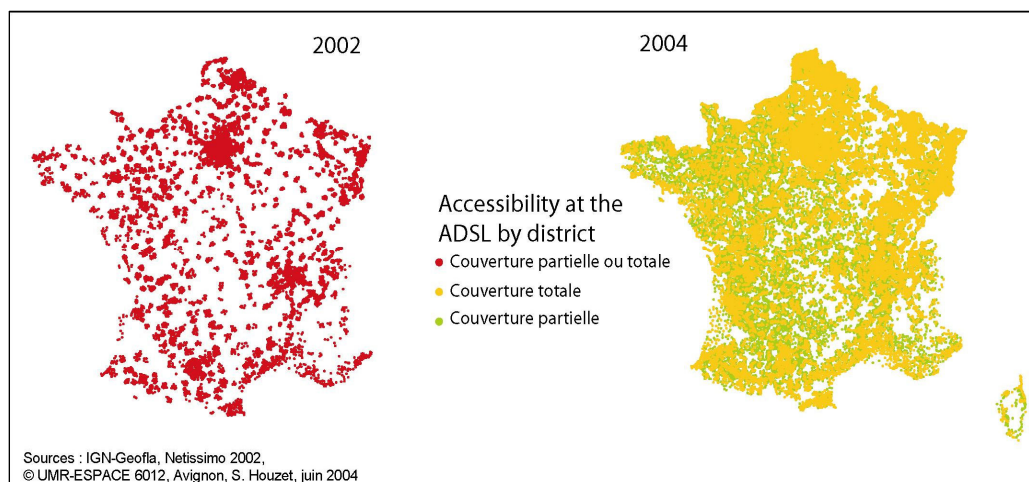 2002
2004
Accessibility at the
ADSL by district
Couverture partielle ou totale
Couverture totale
Couverture partielle
Sources : IGN-Geofla, Netissimo 2002,
© UMR-ESPACE 6012, Avignon, S. Houzet, juin 2004